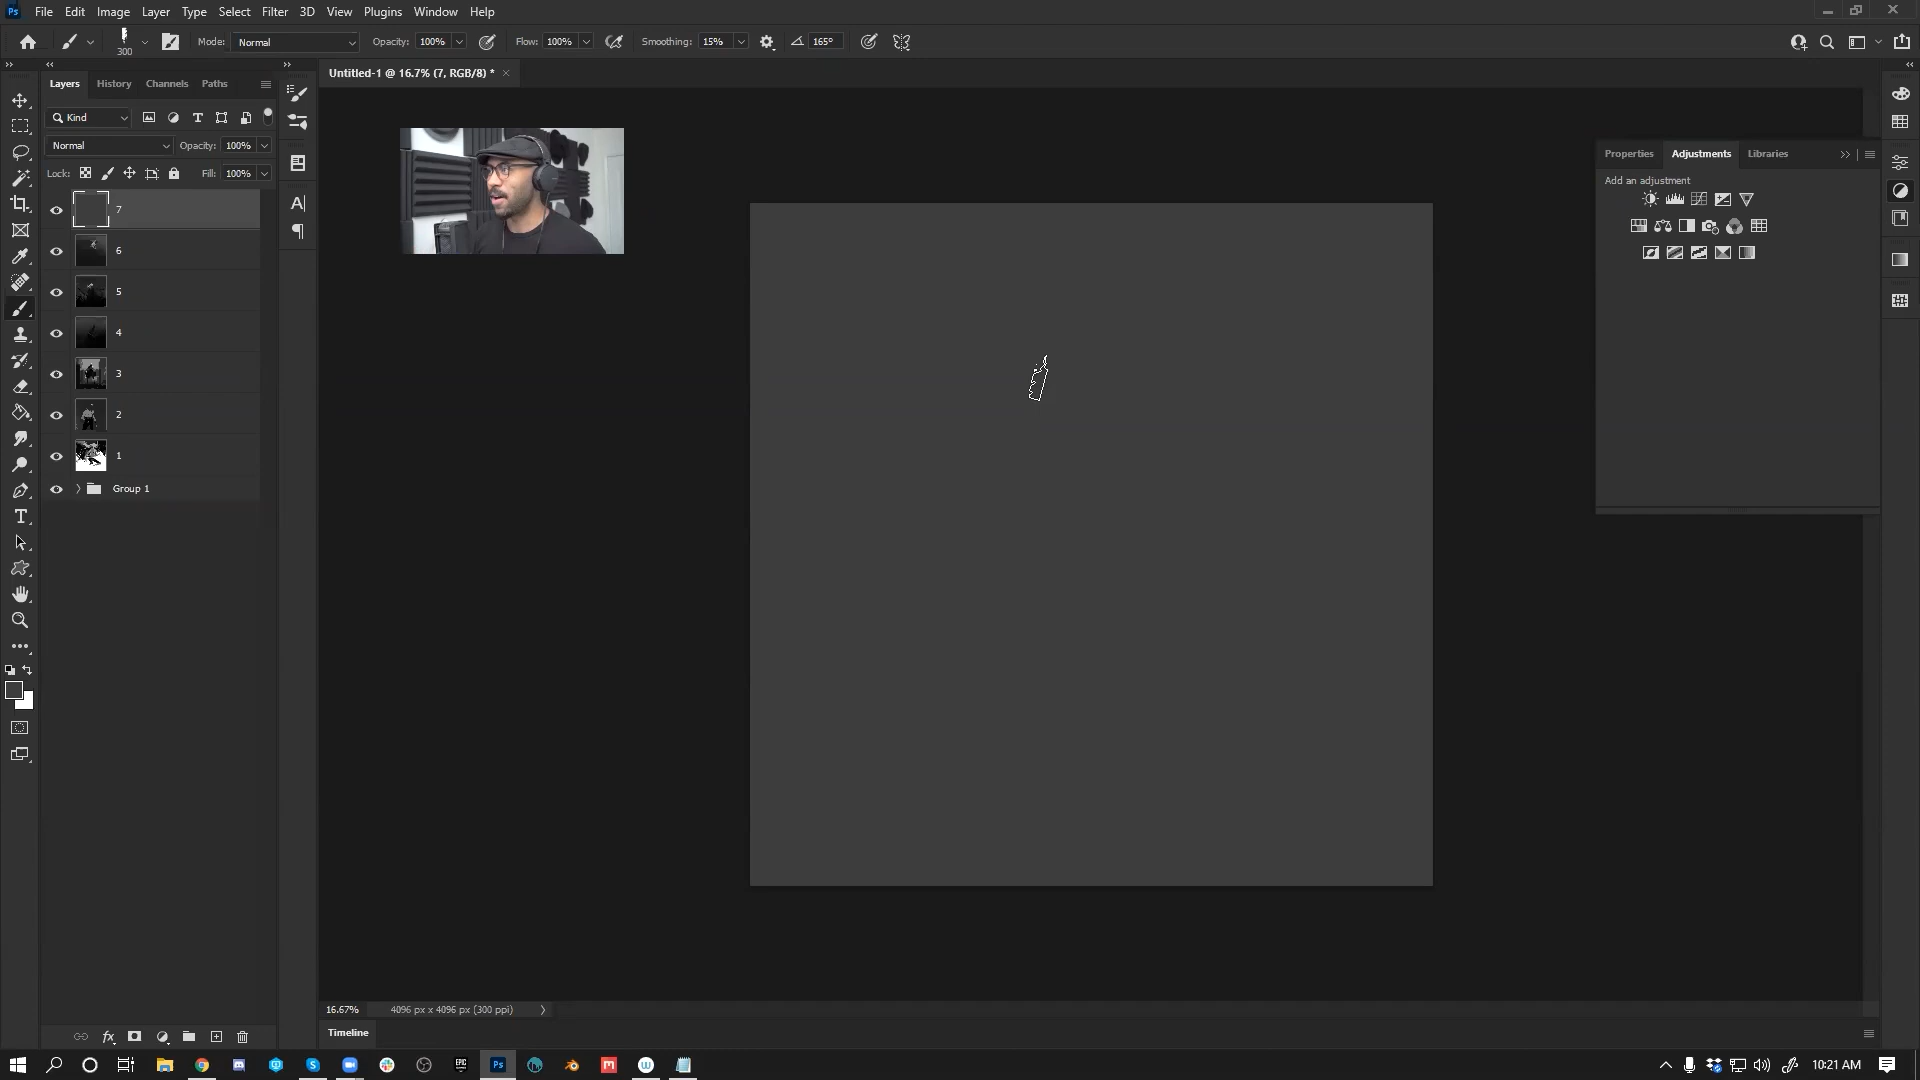 Ps File Edit Image Layer Type Select Filter 3D View Plugins Window Help
300 Mode: Normal Opacity: 100% Flow: 100% Smoothing: 15% 165°
Layers History Channels Paths
Untitled-1 @ 16.7% (7, RGB/8) *
Kind
Normal Opacity: 100%
Lock: Fill: 100%
7
6
5
4
3
2
1
Group 1
Properties Adjustments Libraries
Add an adjustment
16.67% 4096 px x 4096 px (300 ppi)
Timeline
fx
Ps
10:21 AM